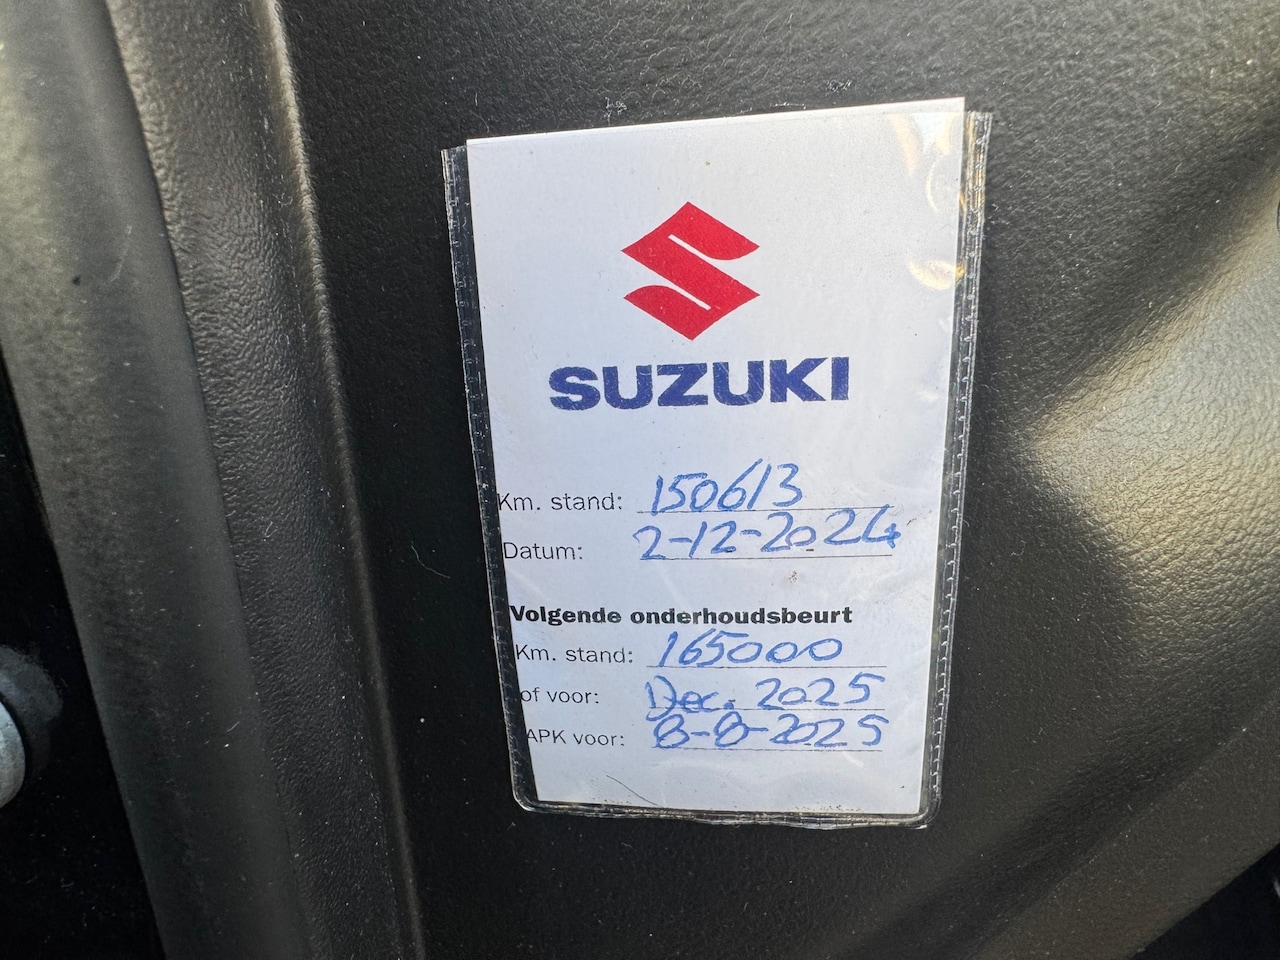 SUZUKI
Km. stand: 150613
Datum: 2-12-2024
Volgende onderhoudsbeurt
Km. stand: 165000
of voor: Dec. 2025
APK voor: 8-8-2025